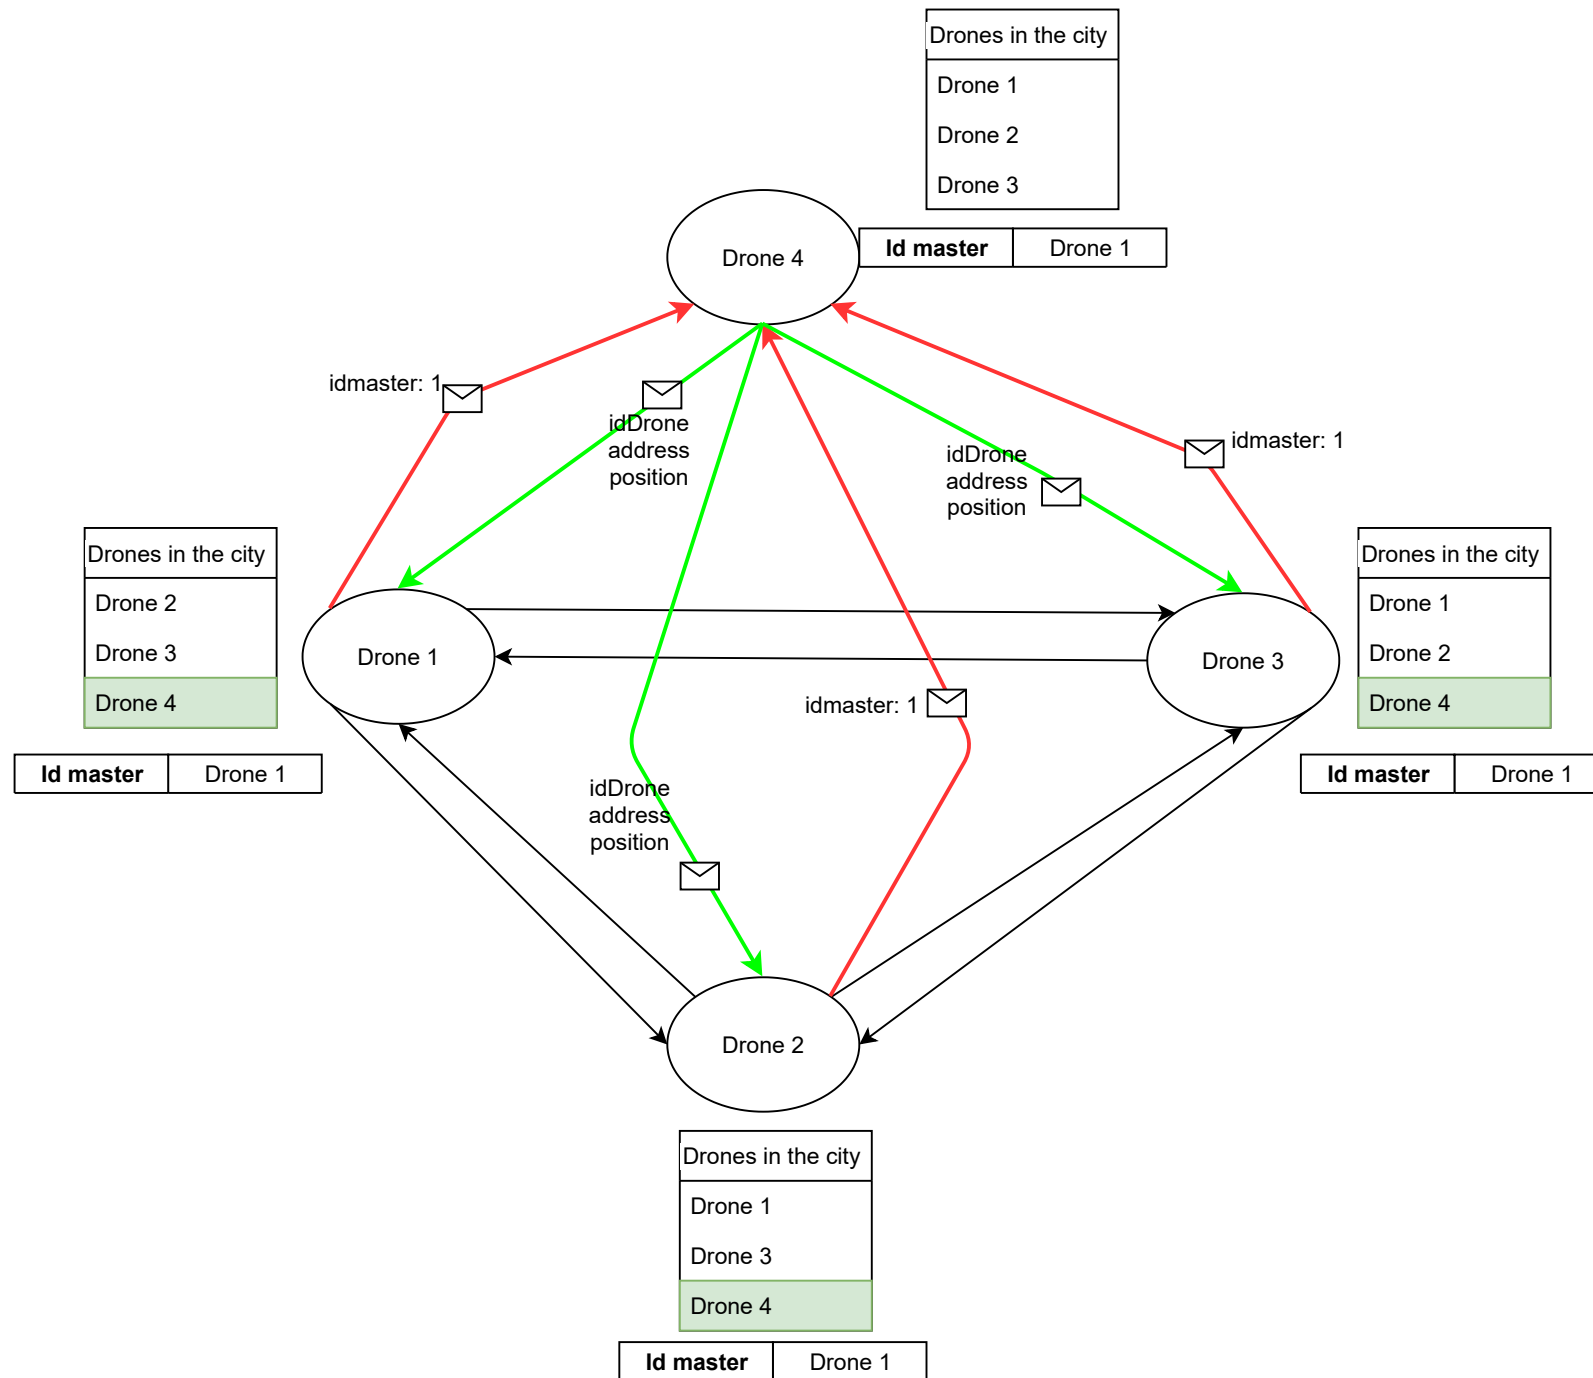 Drones in the city
Drone 1
Drone 2
Drone 3
Drone 4
Id master Drone 1
idmaster: 1
idDrone
address
position
idDrone
address
position
idmaster: 1
Drones in the city
Drone 2
Drone 3
Drone 4
Id master Drone 1
Drone 1
Drone 3
Drones in the city
Drone 1
Drone 2
Drone 4
Id master Drone 1
idmaster: 1
idDrone
address
position
Drone 2
Drones in the city
Drone 1
Drone 3
Drone 4
Id master Drone 1